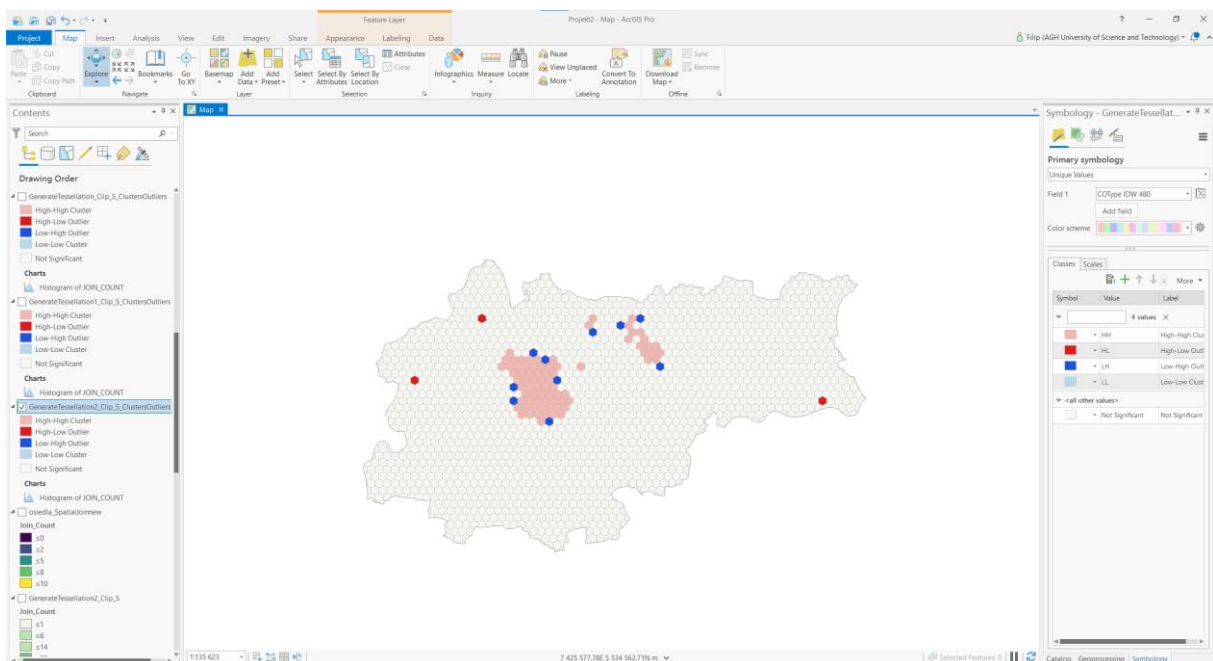 Feature Layer
Projekt2 - Map - ArcGIS Pro
? — X
Project Map Insert Analysis View Edit Imagery Share Appearance Labeling Data
Filip (AGH University of Science and Technology)
Cut
Copy
Paste
Copy Path
Clipboard
Explore
Bookmarks
Go To XY
Navigate
Basemap
Add Data
Add Preset
Layer
Select
Select By Attributes
Select By Location
Attributes
Clear
Selection
Infographics
Measure
Locate
Inquiry
Pause
View Unplaced
More
Convert To Annotation
Labeling
Download Map
Sync
Remove
Offline
Contents
Search
Drawing Order
GenerateTessellation_Clip_S_ClustersOutliers
High-High Cluster
High-Low Outlier
Low-High Outlier
Low-Low Cluster
Not Significant
Charts
Histogram of JOIN_COUNT
GenerateTessellation1_Clip_S_ClustersOutliers
High-High Cluster
High-Low Outlier
Low-High Outlier
Low-Low Cluster
Not Significant
Charts
Histogram of JOIN_COUNT
GenerateTessellation2_Clip_S_ClustersOutliers
High-High Cluster
High-Low Outlier
Low-High Outlier
Low-Low Cluster
Not Significant
Charts
Histogram of JOIN_COUNT
osiedla_SpatialJoinnew
Join_Count
≤0
≤2
≤5
≤8
≤10
GenerateTessellation2_Clip_S
Join_Count
≤1
≤6
≤14
Map
1:135 623
7 425 577,78E 5 534 562,71N m
Selected Features: 0
Symbology - GenerateTessellat...
Primary symbology
Unique Values
Field 1 COType IDW 480
Add field
Color scheme
Classes Scales
More
Symbol Value Label
4 values
HH High-High Clus
HL High-Low Outl
LH Low-High Outl
LL Low-Low Clust
<all other values>
Not Significant Not Significant
Catalog Geoprocessing Symbology